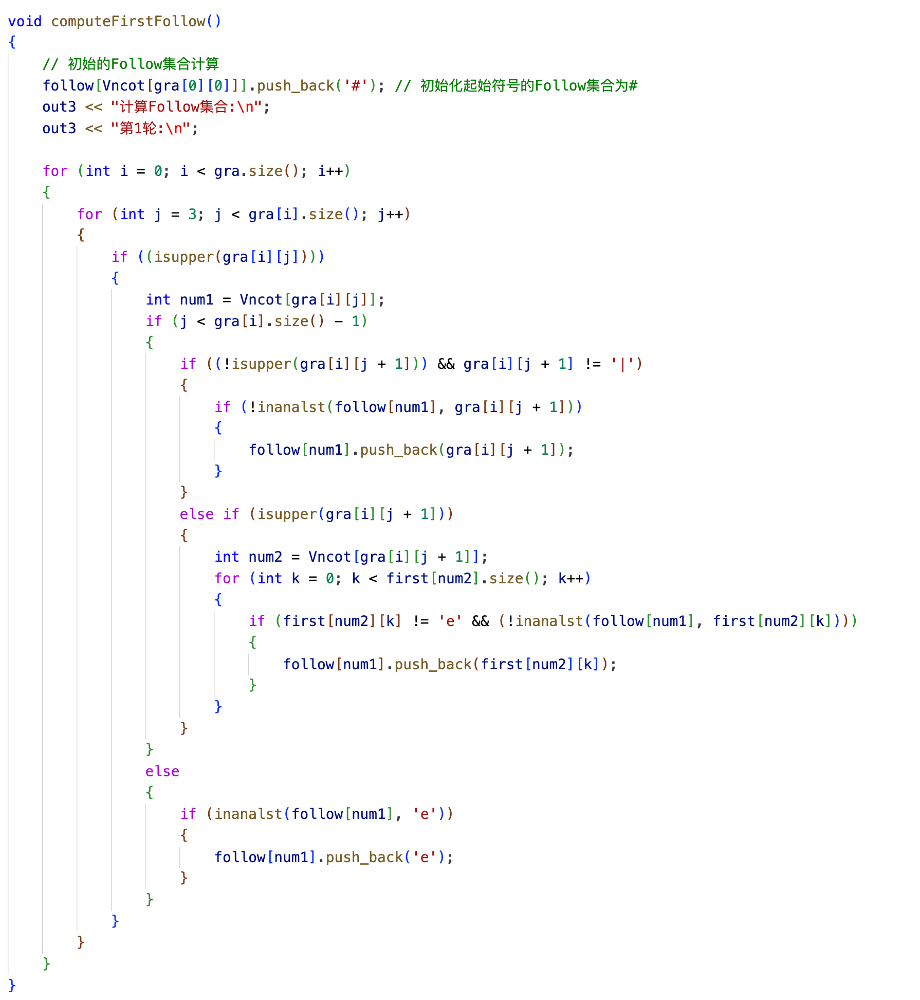 void computeFirstFollow()
{
    // 初始的Follow集合计算
    follow[Vncot[gra[0][0]]].push_back('#'); // 初始化起始符号的Follow集合为#
    out3 << "计算Follow集合:\n";
    out3 << "第1轮:\n";

    for (int i = 0; i < gra.size(); i++)
    {
        for (int j = 3; j < gra[i].size(); j++)
        {
            if ((isupper(gra[i][j])))
            {
                int num1 = Vncot[gra[i][j]];
                if (j < gra[i].size() - 1)
                {
                    if ((!isupper(gra[i][j + 1])) && gra[i][j + 1] != '|')
                    {
                        if (!inanalst(follow[num1], gra[i][j + 1]))
                        {
                            follow[num1].push_back(gra[i][j + 1]);
                        }
                    }
                    else if (isupper(gra[i][j + 1]))
                    {
                        int num2 = Vncot[gra[i][j + 1]];
                        for (int k = 0; k < first[num2].size(); k++)
                        {
                            if (first[num2][k] != 'e' && (!inanalst(follow[num1], first[num2][k])))
                            {
                                follow[num1].push_back(first[num2][k]);
                            }
                        }
                    }
                }
                else
                {
                    if (inanalst(follow[num1], 'e'))
                    {
                        follow[num1].push_back('e');
                    }
                }
            }
        }
    }
}